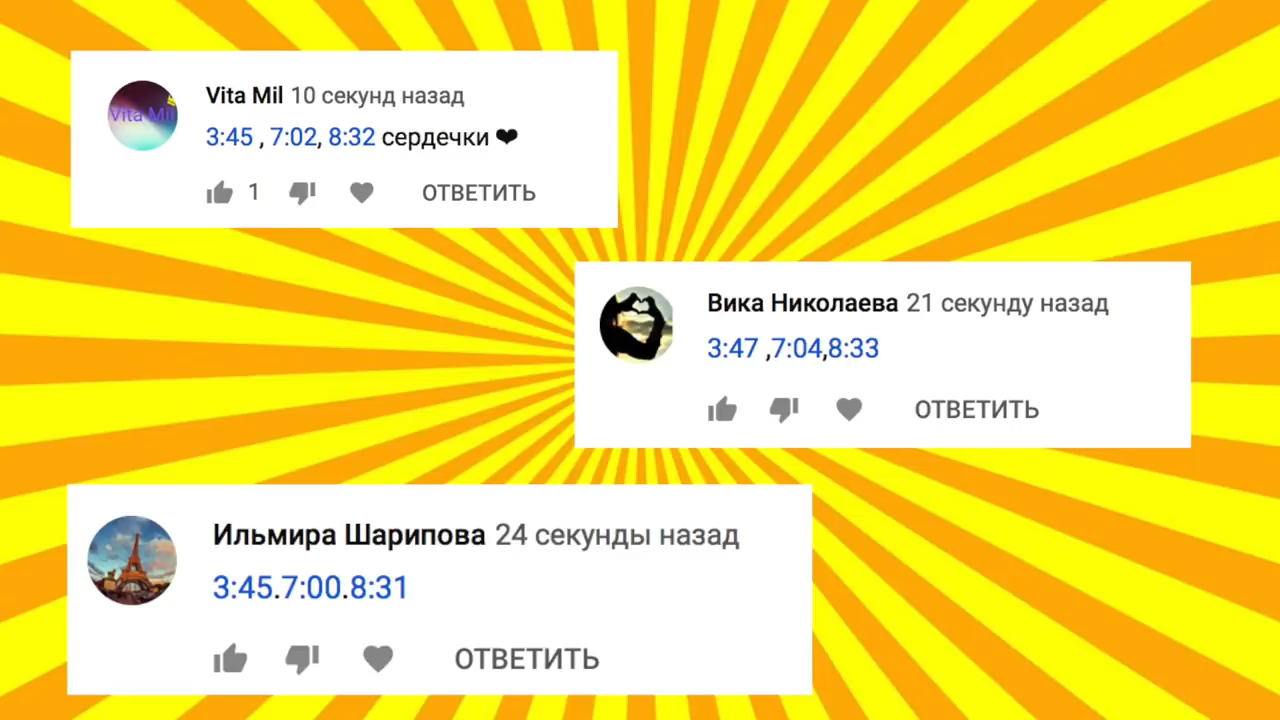 Vita Mil
Vita Mil 10 секунд назад
3:45 , 7:02, 8:32 сердечки ❤
1 ОТВЕТИТЬ
Вика Николаева 21 секунду назад
3:47 ,7:04,8:33
ОТВЕТИТЬ
Ильмира Шарипова 24 секунды назад
3:45.7:00.8:31
ОТВЕТИТЬ